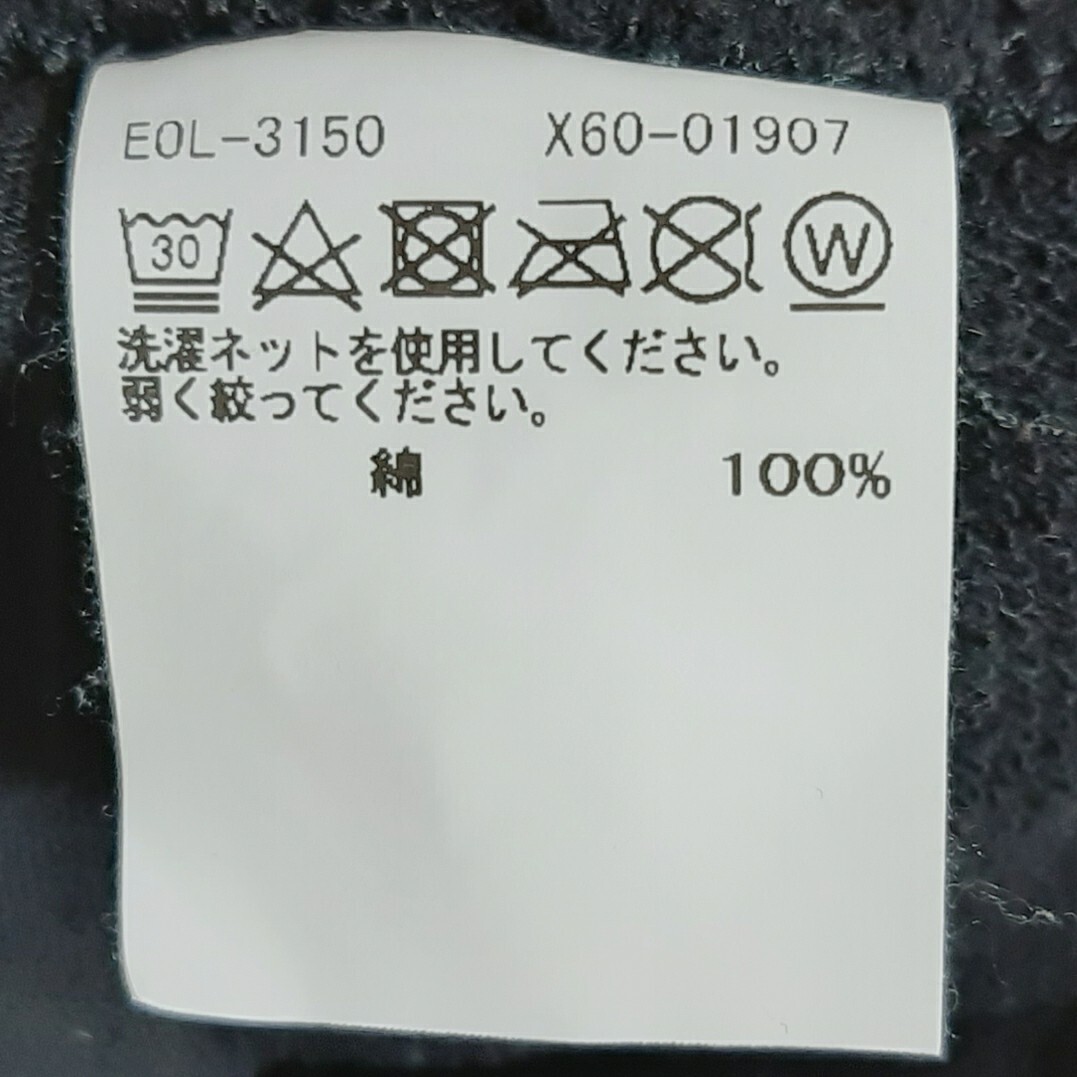 EOL-3150 X60-01907
30 W
洗濯ネットを使用してください。
弱く絞ってください。
綿 100%